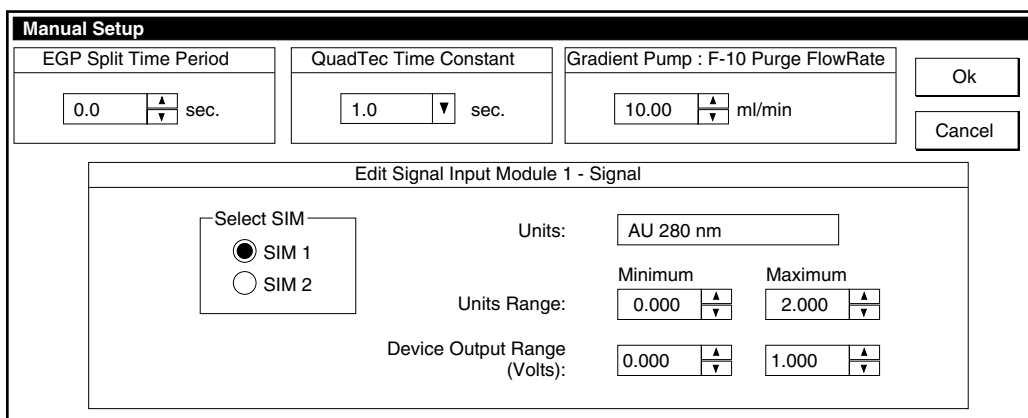 Manual Setup
EGP Split Time Period
0.0 sec.
QuadTec Time Constant
1.0 sec.
Gradient Pump : F-10 Purge FlowRate
10.00 ml/min
Ok
Cancel
Edit Signal Input Module 1 - Signal
Select SIM
SIM 1
SIM 2
Units: AU 280 nm
Minimum Maximum
Units Range: 0.000 2.000
Device Output Range
(Volts): 0.000 1.000